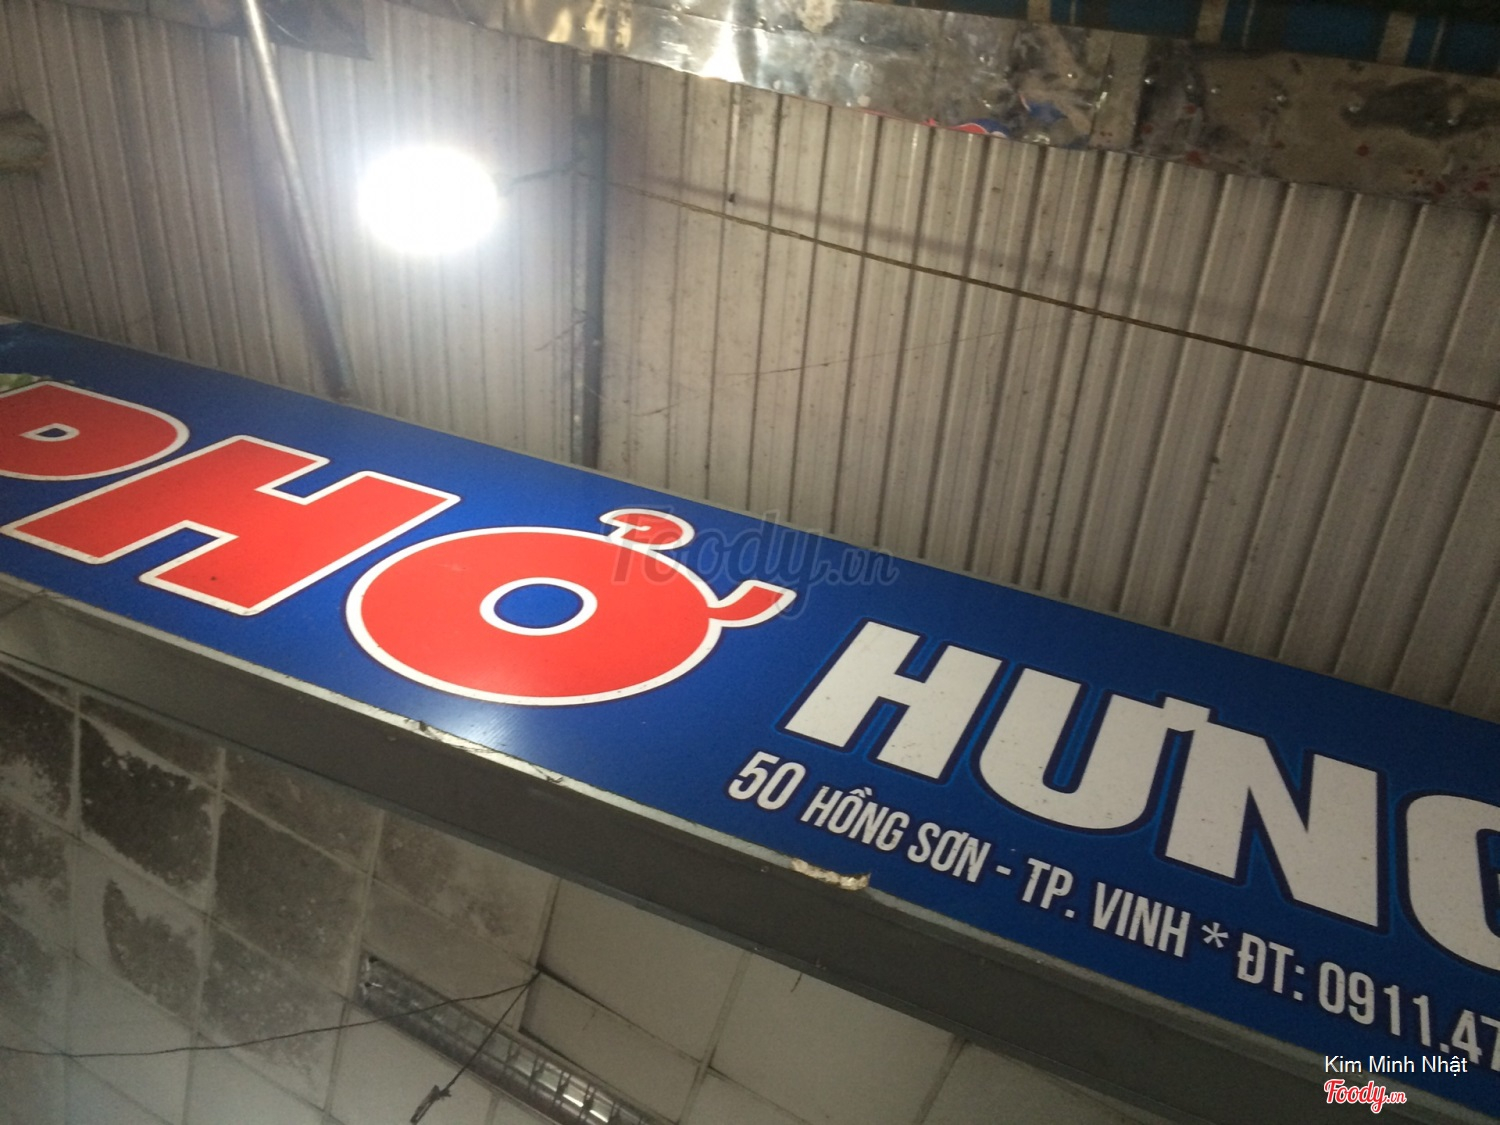 PHỞ HƯNG
50 HỒNG SƠN - TP. VINH * ĐT: 0911.47
Foody.vn
Kim Minh Nhật
Foody.vn